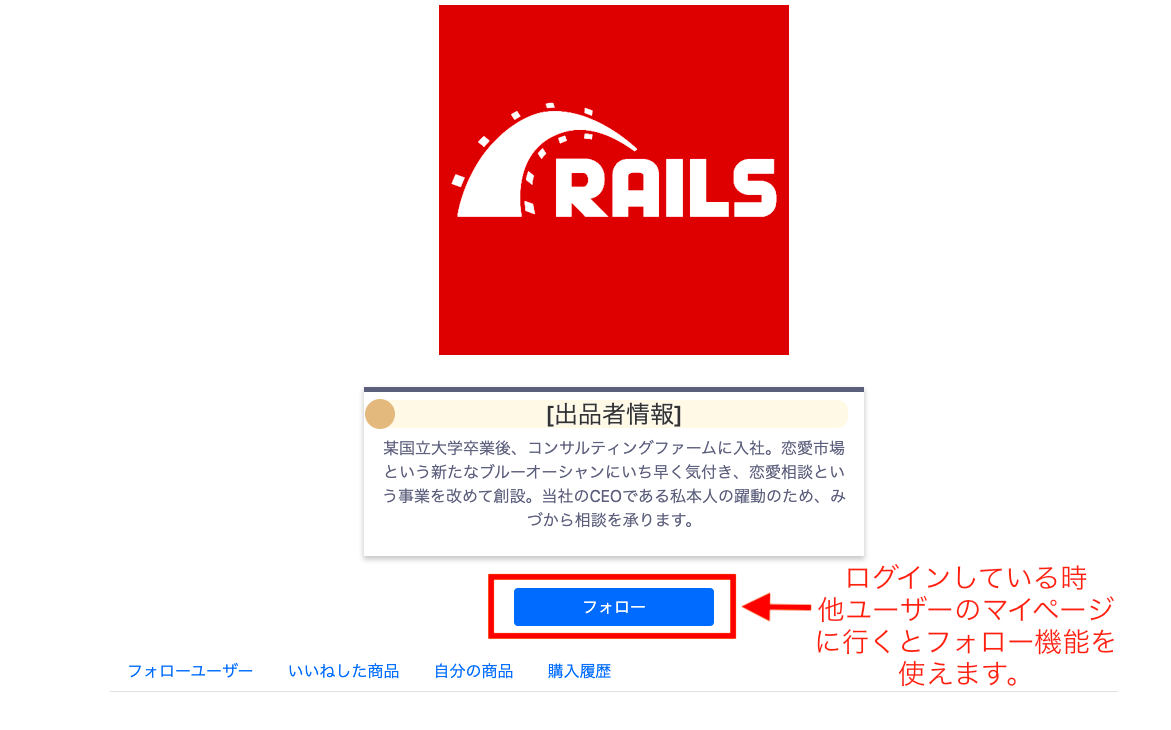 RAILS
[出品者情報]
某国立大学卒業後、コンサルティングファームに入社。恋愛市場
という新たなブルーオーシャンにいち早く気付き、恋愛相談とい
う事業を改めて創設。当社のCEOである私本人の躍動のため、み
づから相談を承ります。
フォロー
ログインしている時
他ユーザーのマイページ
に行くとフォロー機能を
使えます。
フォローユーザー いいねした商品 自分の商品 購入履歴